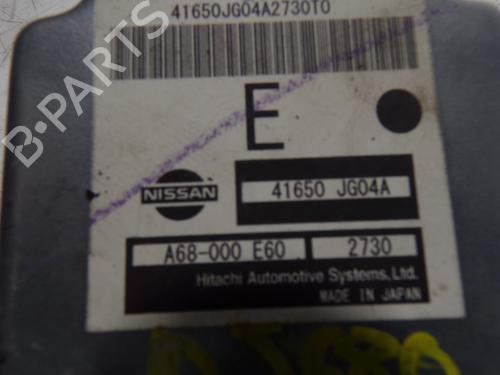 41650JG04A2730T0
E
NISSAN
41650 JG04A
A68-000 E60
2730
Hitachi Automotive Systems,Ltd.
MADE IN JAPAN
B-PARTS